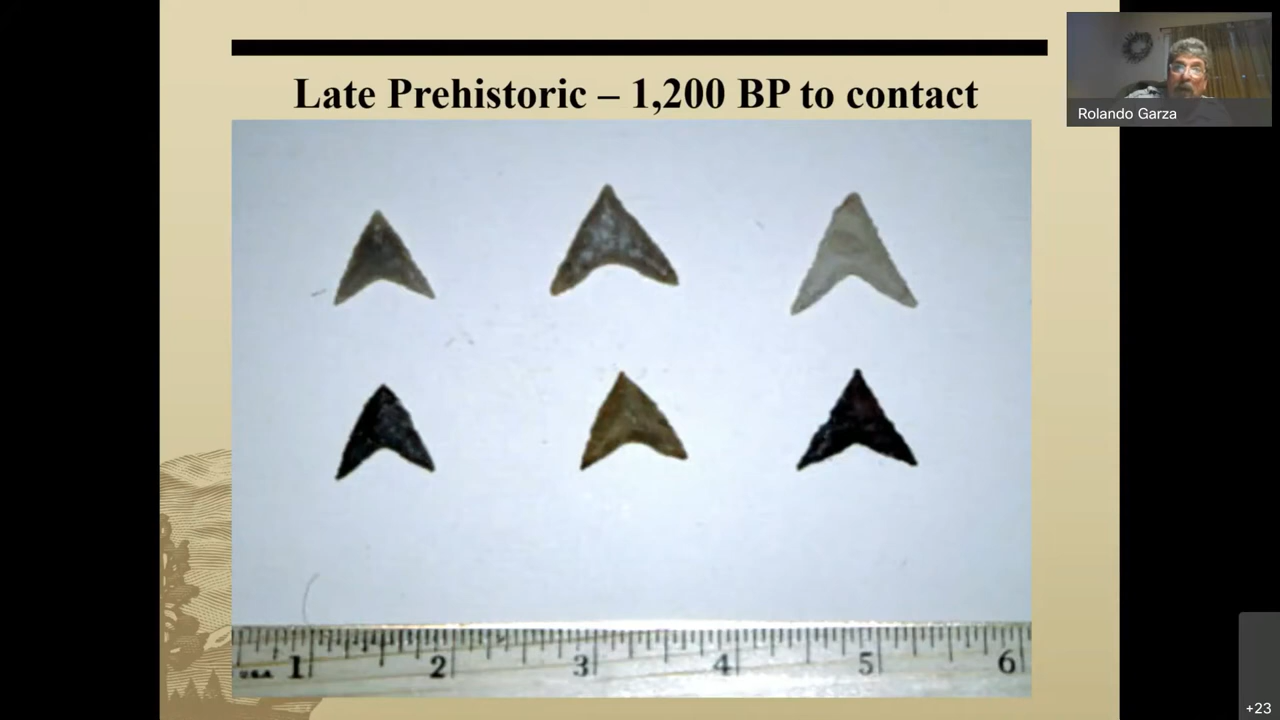 Late Prehistoric – 1,200 BP to contact
Rolando Garza
U.S.A.
1 2 3 4 5 6
+23